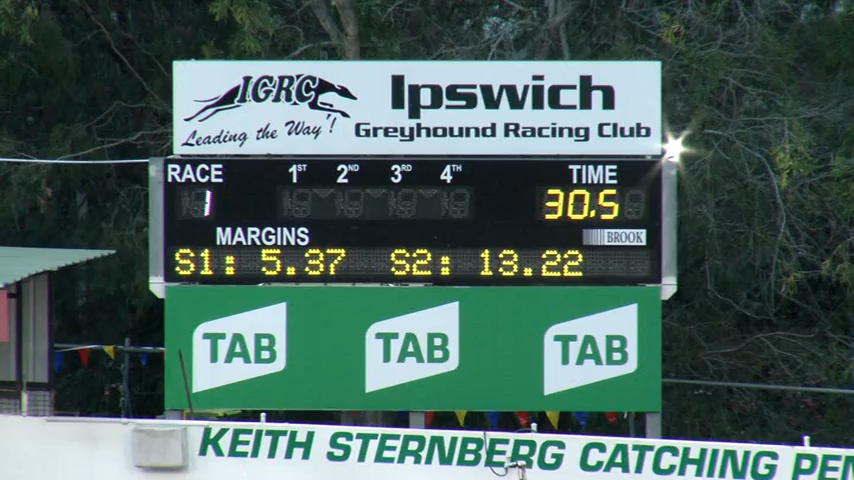 IGRC
Leading the Way!
Ipswich
Greyhound Racing Club
RACE 1ST 2ND 3RD 4TH TIME
1 30.5
MARGINS BROOK
S1: 5.37 S2: 13.22
TAB TAB TAB
KEITH STERNBERG CATCHING PEN